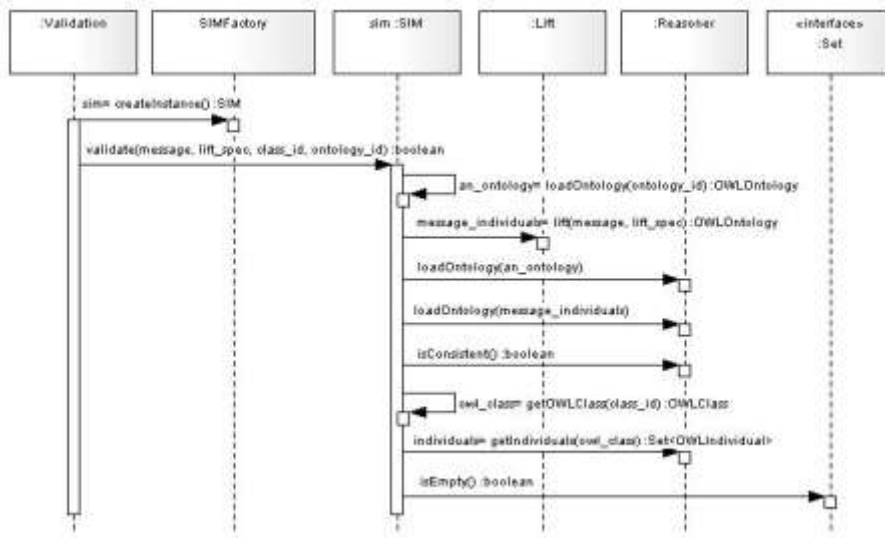 :Validation
SIMFactory
sim :SIM
:Lift
:Reasoner
«interface»
:Set
sim= createInstance() :SIM
validate(message, lift_spec, class_id, ontology_id) :boolean
an_ontology= loadOntology(ontology_id) :OWLOntology
message_individuals= lift(message, lift_spec) :OWLOntology
loadOntology(an_ontology)
loadOntology(message_individuals)
isConsistent() :boolean
owl_class= getOWLClass(class_id) :OWLClass
individuals= getIndividuals(owl_class) :Set<OWLIndividual>
isEmpty() :boolean